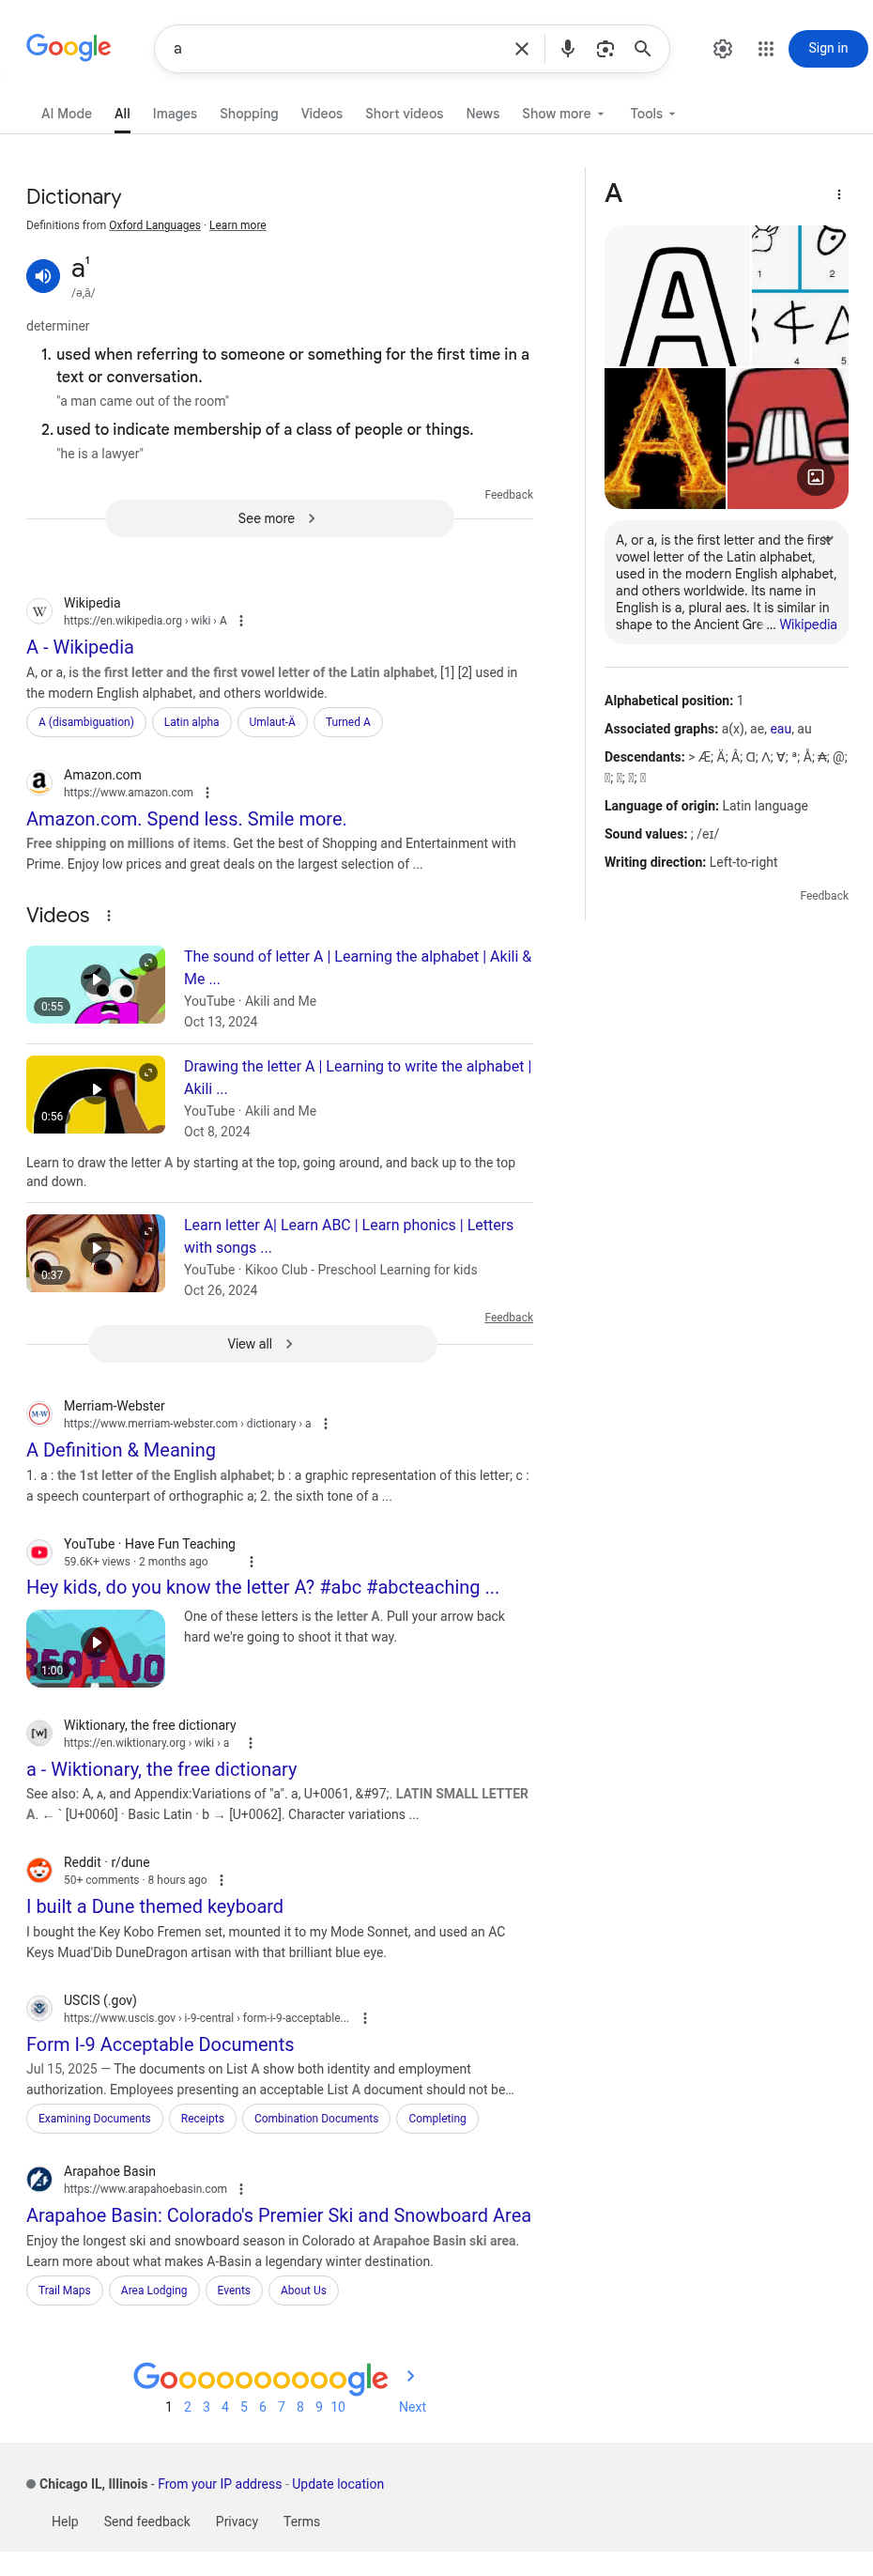 Google
a
Sign in
AI Mode
All
Images
Shopping
Videos
Short videos
News
Show more
Tools
Dictionary
Definitions from Oxford Languages · Learn more
a¹
/ə,ā/
determiner
1. used when referring to someone or something for the first time in a
text or conversation.
"a man came out of the room"
2. used to indicate membership of a class of people or things.
"he is a lawyer"
Feedback
See more
Wikipedia
https://en.wikipedia.org › wiki › A
A - Wikipedia
A, or a, is the first letter and the first vowel letter of the Latin alphabet, [1] [2] used in
the modern English alphabet, and others worldwide.
A (disambiguation)
Latin alpha
Umlaut-Ä
Turned A
Amazon.com
https://www.amazon.com
Amazon.com. Spend less. Smile more.
Free shipping on millions of items. Get the best of Shopping and Entertainment with
Prime. Enjoy low prices and great deals on the largest selection of ...
Videos
0:55
The sound of letter A | Learning the alphabet | Akili &
Me ...
YouTube · Akili and Me
Oct 13, 2024
0:56
Drawing the letter A | Learning to write the alphabet |
Akili ...
YouTube · Akili and Me
Oct 8, 2024
Learn to draw the letter A by starting at the top, going around, and back up to the top
and down.
0:37
Learn letter A| Learn ABC | Learn phonics | Letters
with songs ...
YouTube · Kikoo Club - Preschool Learning for kids
Oct 26, 2024
Feedback
View all
Merriam-Webster
https://www.merriam-webster.com › dictionary › a
A Definition & Meaning
1. a : the 1st letter of the English alphabet; b : a graphic representation of this letter; c :
a speech counterpart of orthographic a; 2. the sixth tone of a ...
YouTube · Have Fun Teaching
59.6K+ views · 2 months ago
Hey kids, do you know the letter A? #abc #abcteaching ...
1:00
One of these letters is the letter A. Pull your arrow back
hard we're going to shoot it that way.
Wiktionary, the free dictionary
https://en.wiktionary.org › wiki › a
a - Wiktionary, the free dictionary
See also: A, ᴀ, and Appendix:Variations of "a". a, U+0061, &#97;. LATIN SMALL LETTER
A. ← ` [U+0060] · Basic Latin · b → [U+0062]. Character variations ...
Reddit · r/dune
50+ comments · 8 hours ago
I built a Dune themed keyboard
I bought the Key Kobo Fremen set, mounted it to my Mode Sonnet, and used an AC
Keys Muad'Dib DuneDragon artisan with that brilliant blue eye.
USCIS (.gov)
https://www.uscis.gov › i-9-central › form-i-9-acceptable...
Form I-9 Acceptable Documents
Jul 15, 2025 — The documents on List A show both identity and employment
authorization. Employees presenting an acceptable List A document should not be...
Examining Documents
Receipts
Combination Documents
Completing
Arapahoe Basin
https://www.arapahoebasin.com
Arapahoe Basin: Colorado's Premier Ski and Snowboard Area
Enjoy the longest ski and snowboard season in Colorado at Arapahoe Basin ski area.
Learn more about what makes A-Basin a legendary winter destination.
Trail Maps
Area Lodging
Events
About Us
A
A
1
2
4
5
A
A, or a, is the first letter and the first
vowel letter of the Latin alphabet,
used in the modern English alphabet,
and others worldwide. Its name in
English is a, plural aes. It is similar in
shape to the Ancient Gre ... Wikipedia
Alphabetical position: 1
Associated graphs: a(x), ae, eau, au
Descendants: > Æ; Ä; Â; Ɑ; Λ; Ɐ; ª; Å; ₳; @;
Language of origin: Latin language
Sound values: ; /eɪ/
Writing direction: Left-to-right
Feedback
Goooooooooogle
1 2 3 4 5 6 7 8 9 10 Next
Chicago IL, Illinois - From your IP address - Update location
Help
Send feedback
Privacy
Terms